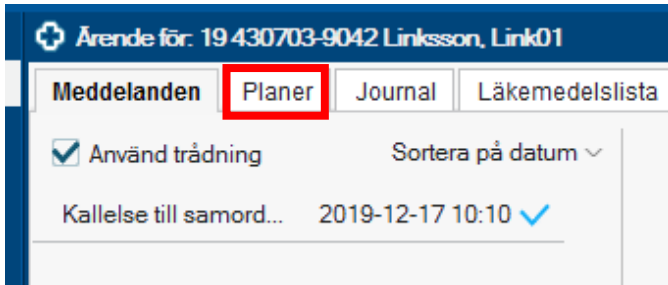 Ärende för: 19 430703-9042 Linksson, Link01
Meddelanden Planer Journal Läkemedelslista
Använd trådning Sortera på datum
Kallelse till samord... 2019-12-17 10:10